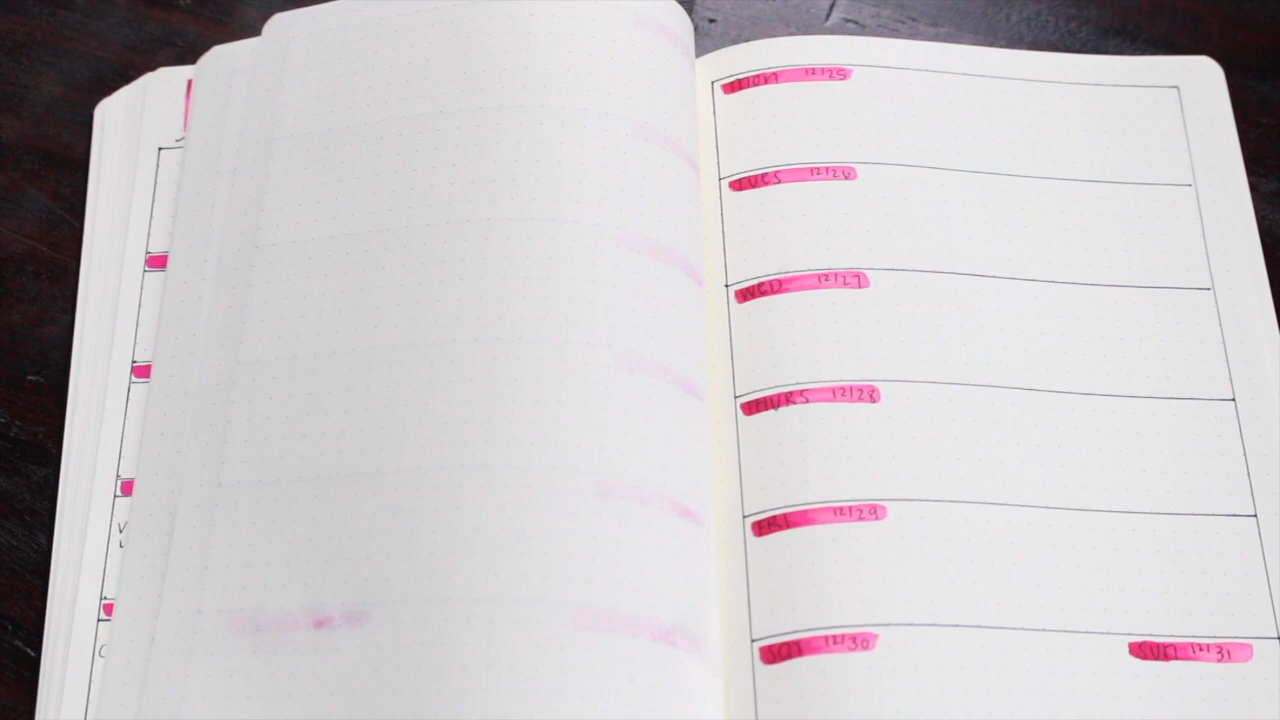 Mon 12/25
TUES 12/26
WED 12/27
THURS 12/28
FRI 12/29
SAT 12/30 SUN 12/31